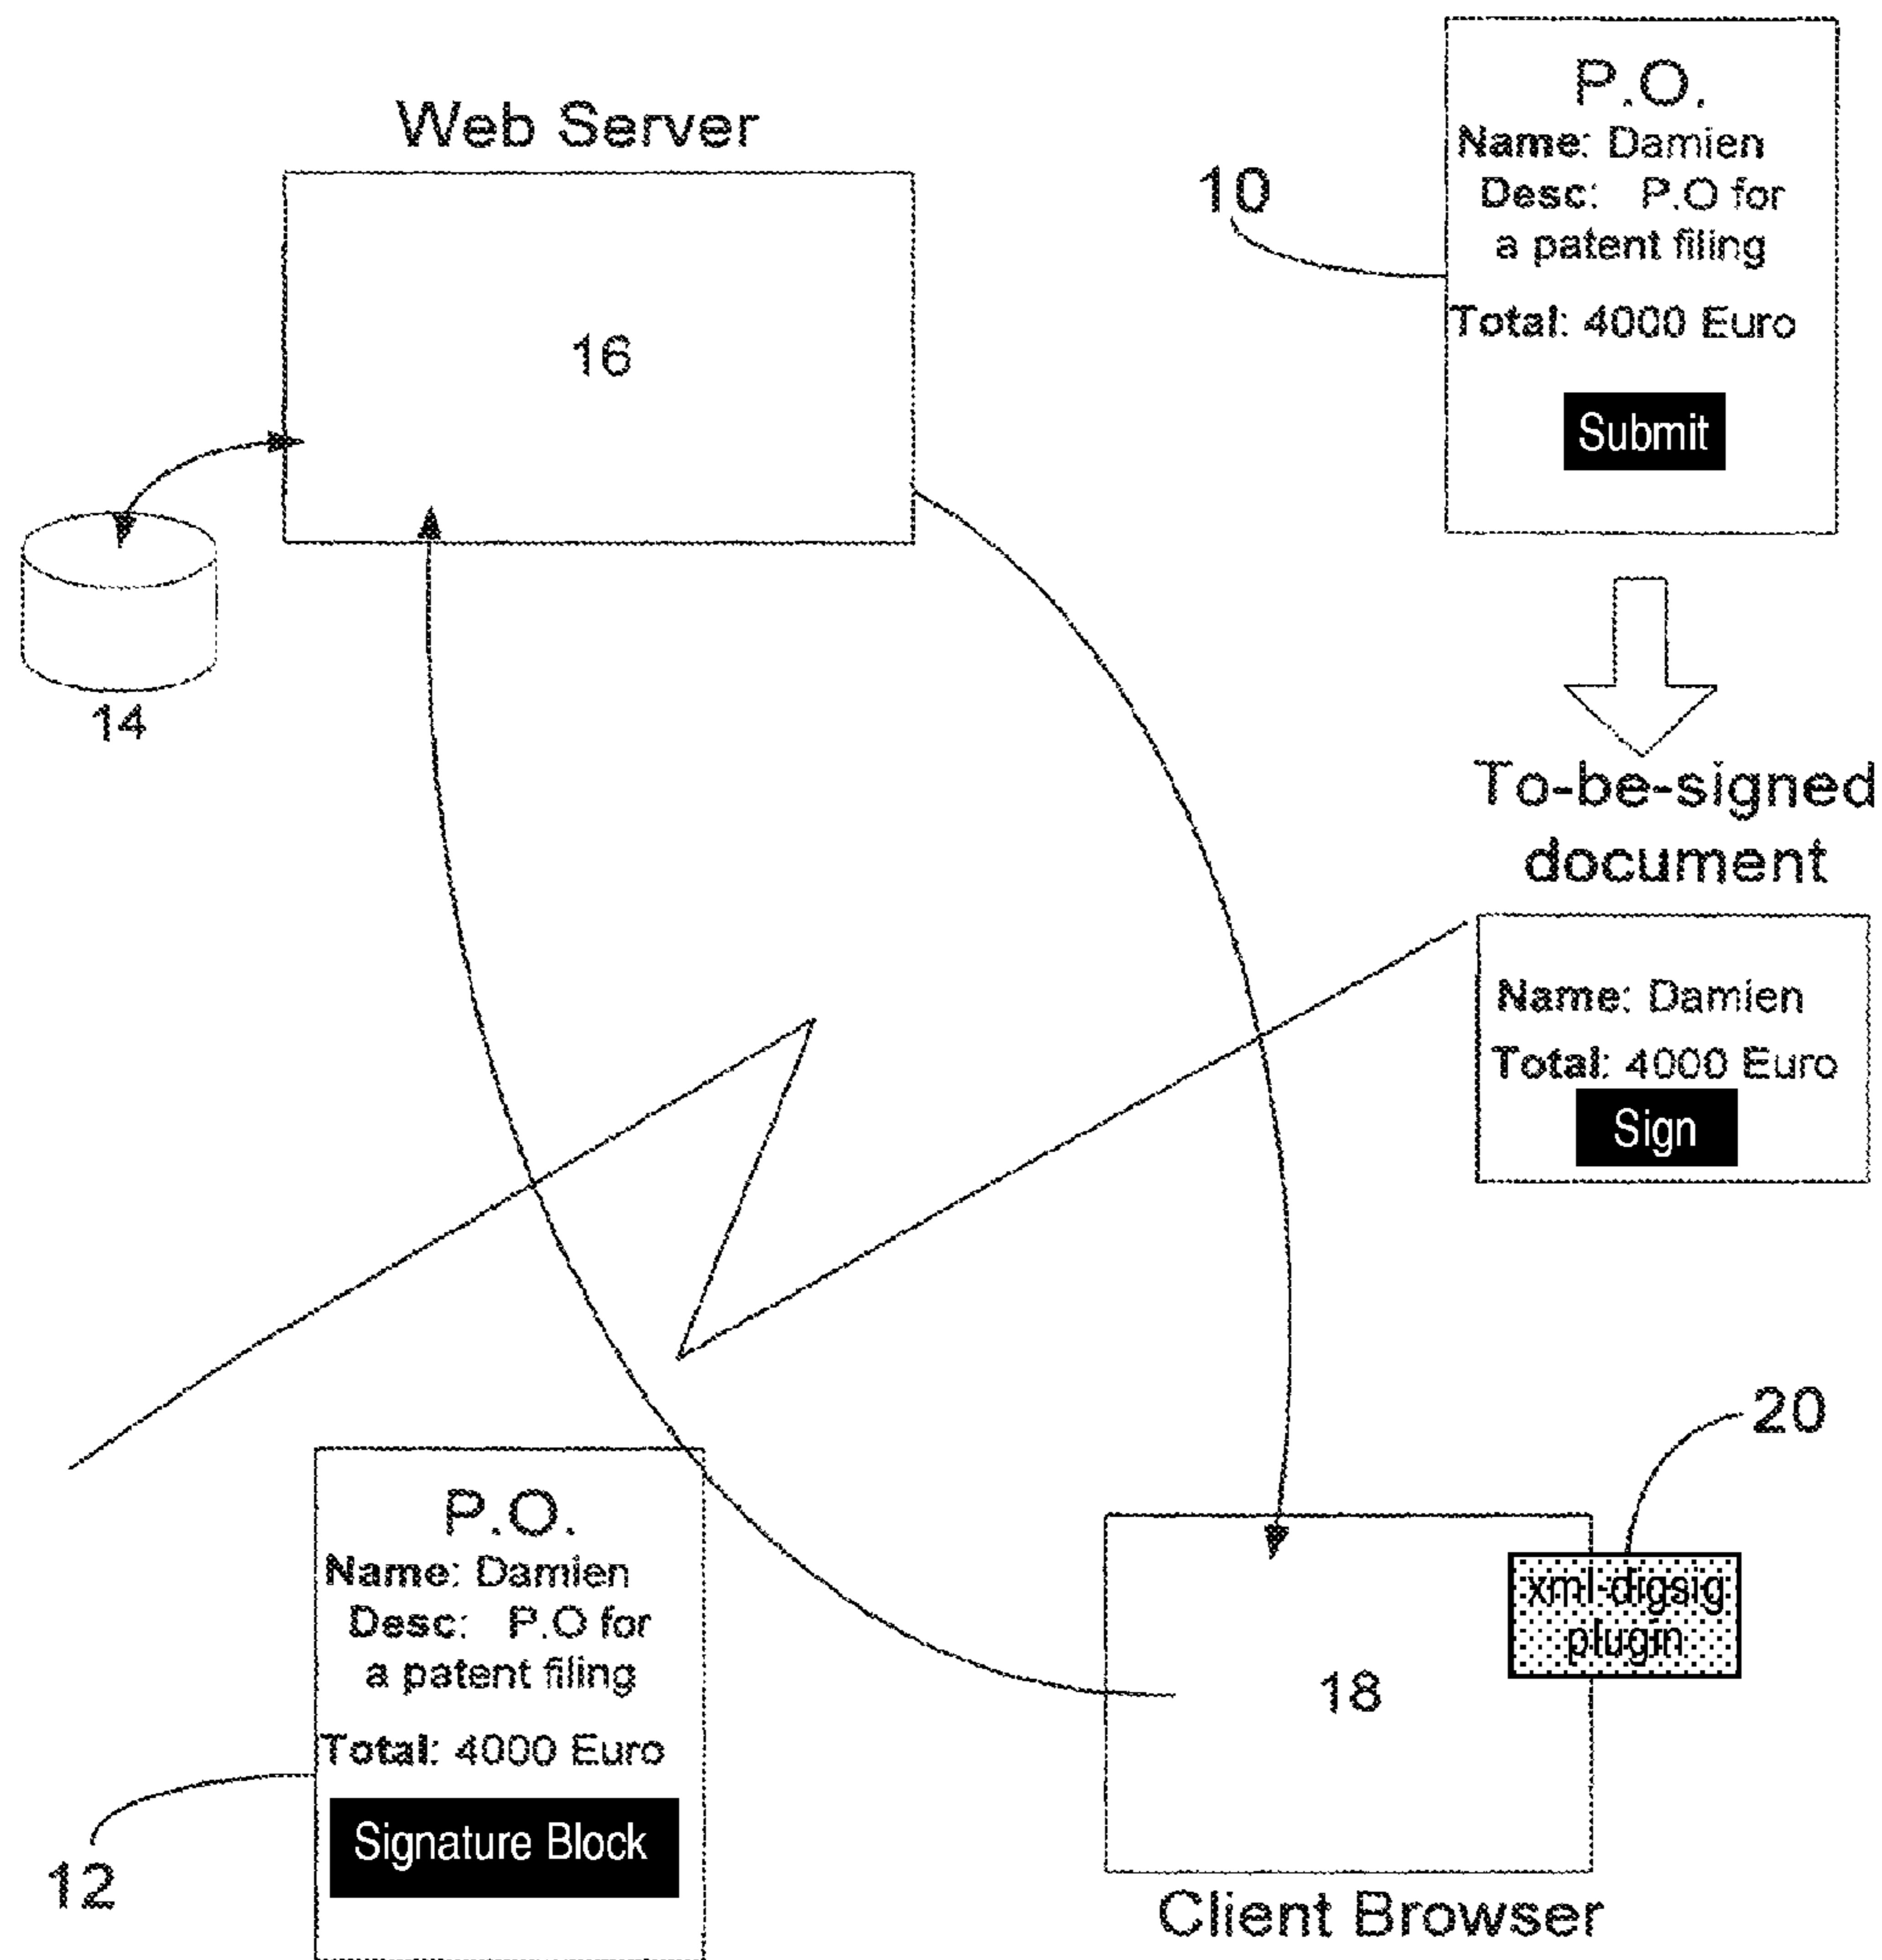 Web Server
16
14
10
P.O.
Name: Damien
Desc: P.O for
a patent filing
Total: 4000 Euro
Submit
To-be-signed
document
Name: Damien
Total: 4000 Euro
Sign
P.O.
Name: Damien
Desc: P.O for
a patent filing
Total: 4000 Euro
Signature Block
12
20
xml-digsig
plugin
18
Client Browser